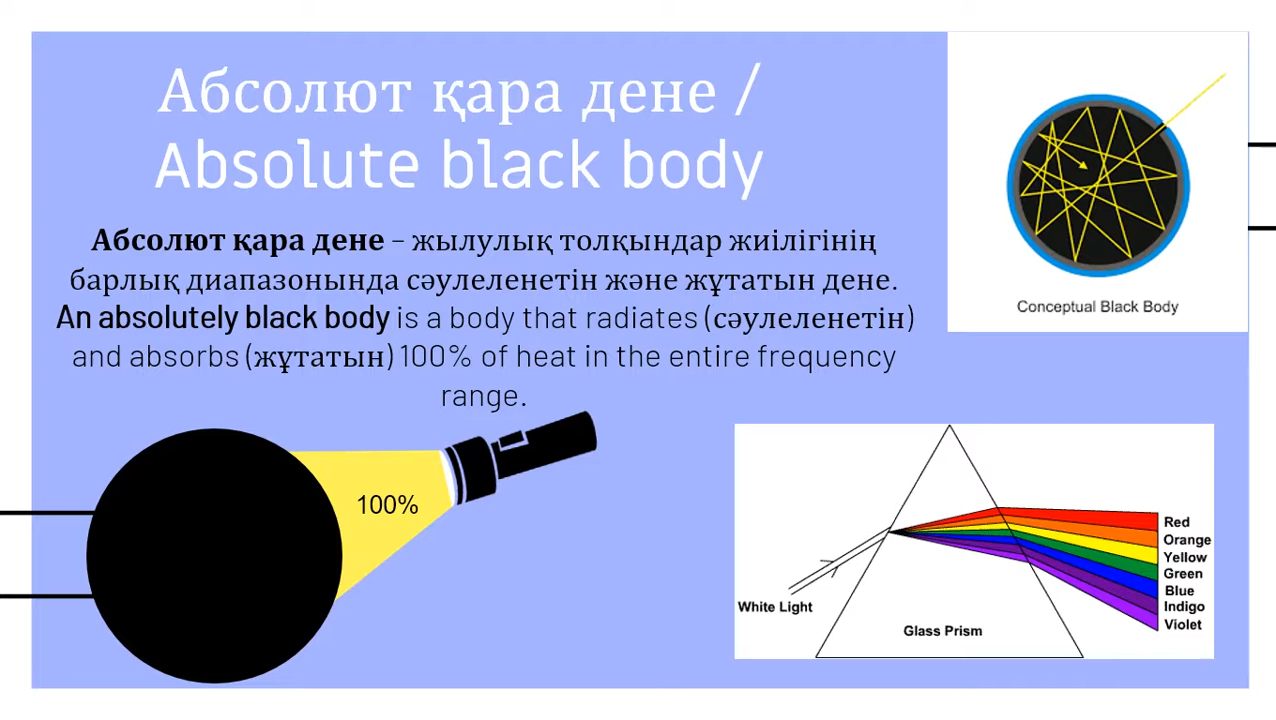 Абсолют қара дене /
Absolute black body
Абсолют қара дене – жылулық толқындар жиілігінің
барлық диапазонында сәулеленетін және жұтатын дене.
An absolutely black body is a body that radiates (сәулеленетін)
and absorbs (жұтатын) 100% of heat in the entire frequency
range.
Conceptual Black Body
100%
White Light
Glass Prism
Red
Orange
Yellow
Green
Blue
Indigo
Violet